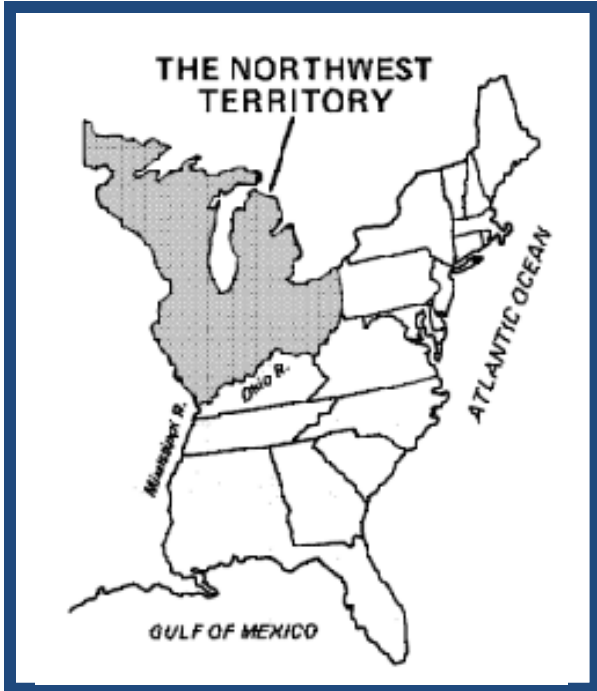 THE NORTHWEST
TERRITORY
ATLANTIC OCEAN
Ohio R.
Mississippi R.
GULF OF MEXICO